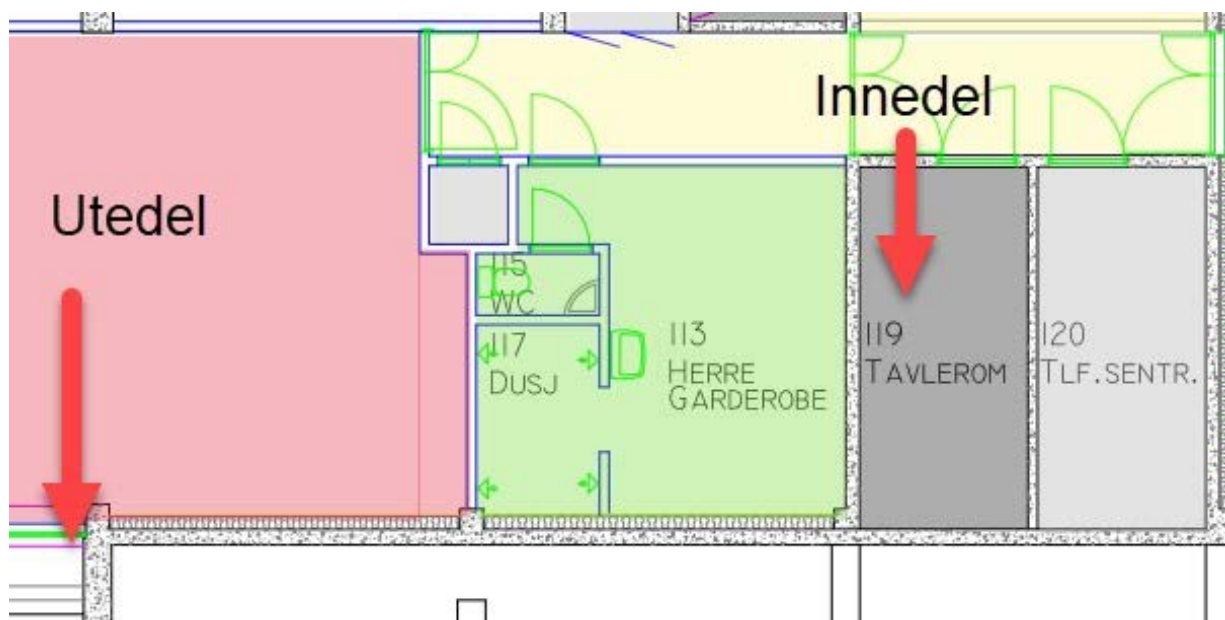 Innedel
Utedel
115
WC
117
DUSJ
113
HERRE
GARDEROBE
119
TAVLEROM
120
TLF.SENTR.